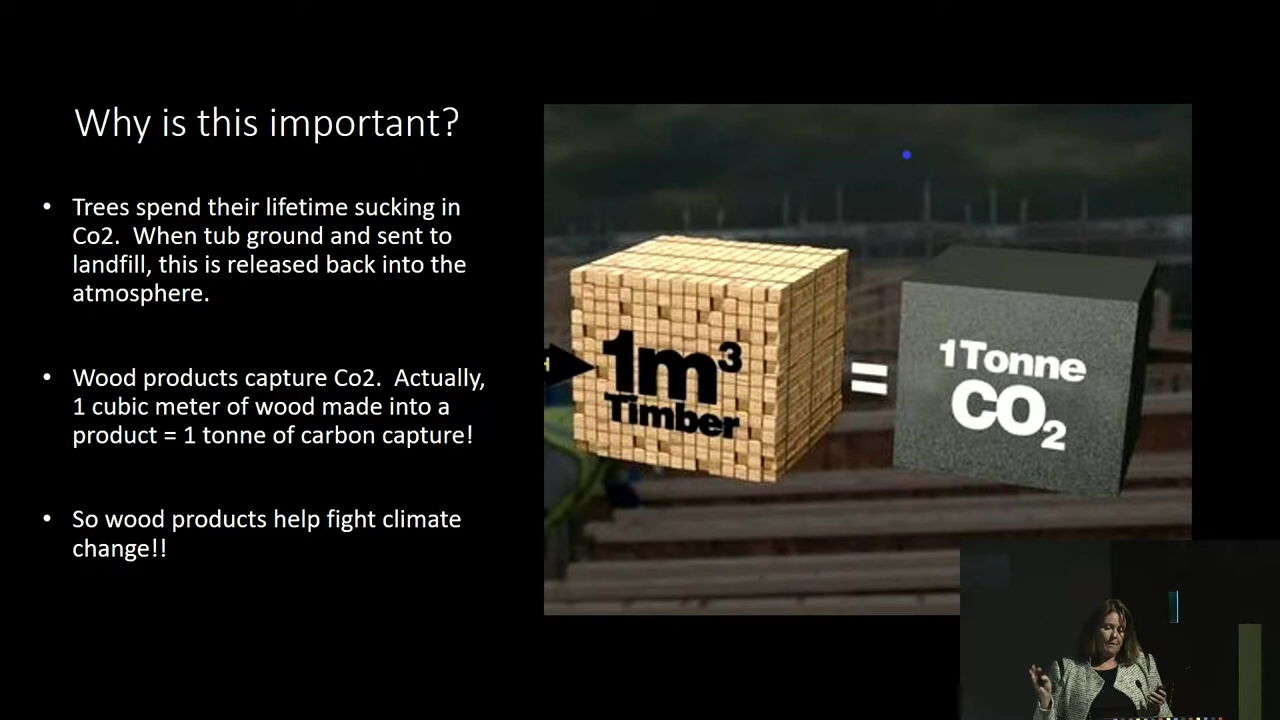 Why is this important?
• Trees spend their lifetime sucking in
Co2. When tub ground and sent to
landfill, this is released back into the
atmosphere.
• Wood products capture Co2. Actually,
1 cubic meter of wood made into a
product = 1 tonne of carbon capture!
• So wood products help fight climate
change!!
1m³
Timber
=
1Tonne
CO₂